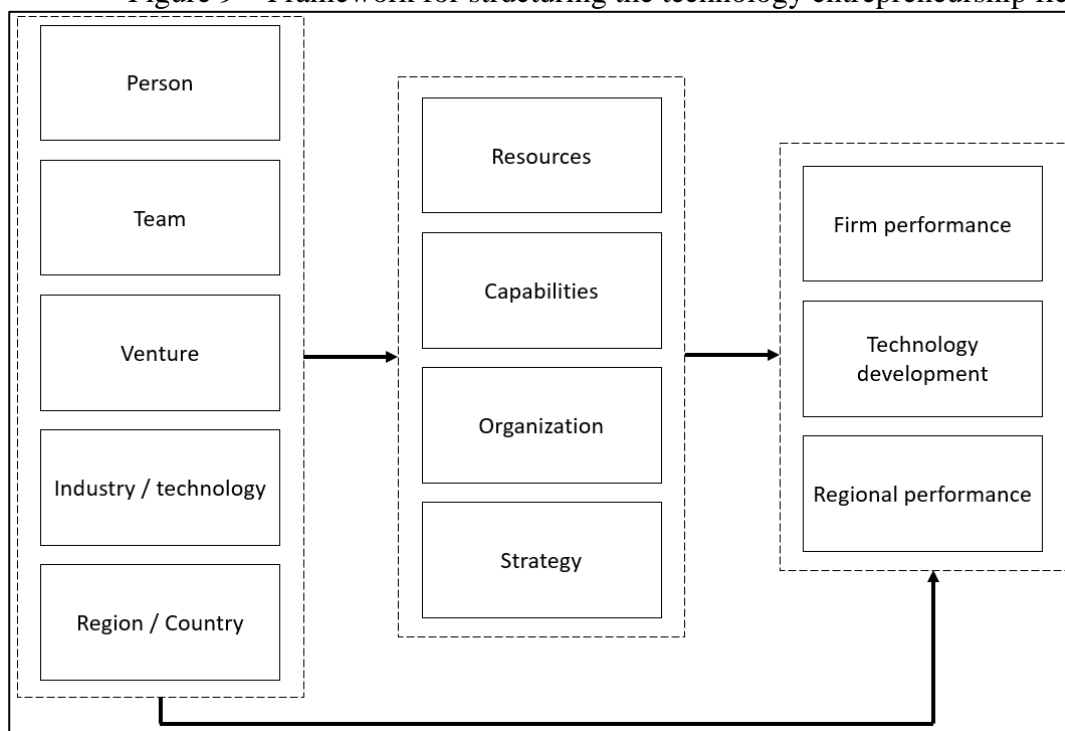 Figure 9 – Framework for structuring the technology entrepreneurship
Person
Team
Venture
Industry / technology
Region / Country
Resources
Capabilities
Organization
Strategy
Firm performance
Technology
development
Regional performance